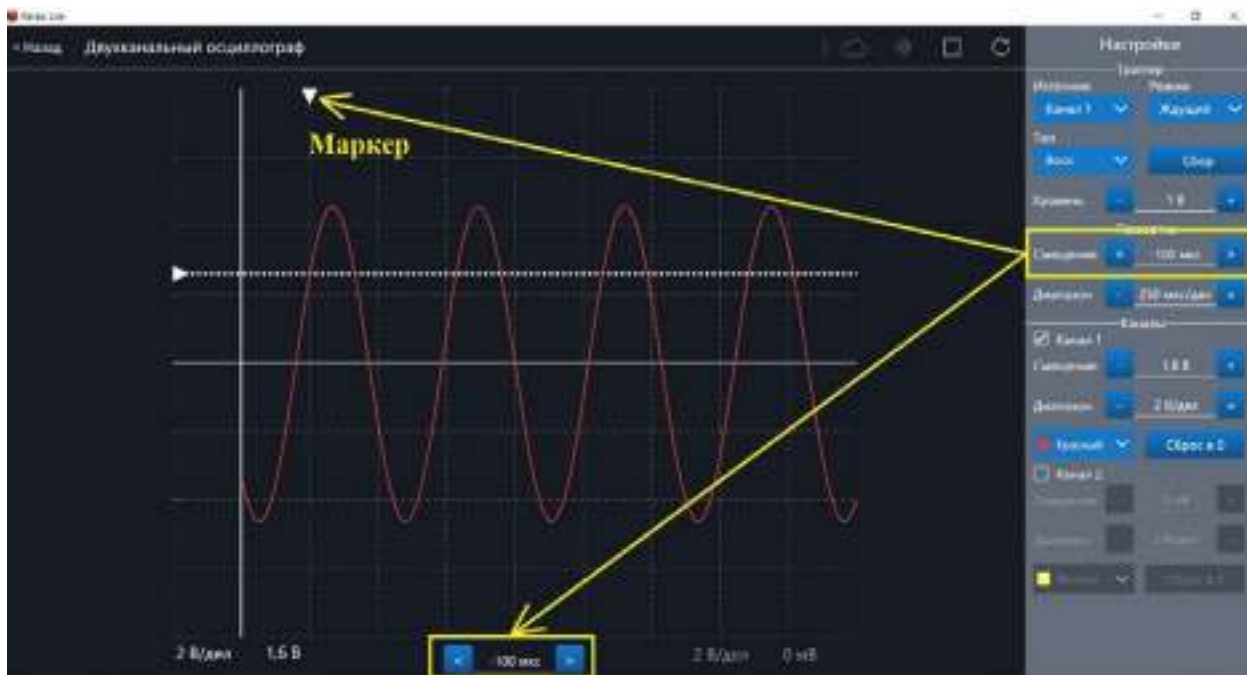 < Назад Двухканальный осциллограф
Настройки
Триггер
Источник Режим
Канал 1 Ждущий
Тип
Сбор
Уровень - 1 В +
Маркер
Смещение < -100 мкс >
Диапазон - 250 мкс/дел +
Каналы
Канал 1
Смещение - 1.6 В +
Диапазон - 2 В/дел +
Красный Сброс в 0
Канал 2
2 В/дел 1,6 В < -100 мкс > 2 В/дел 0 мВ